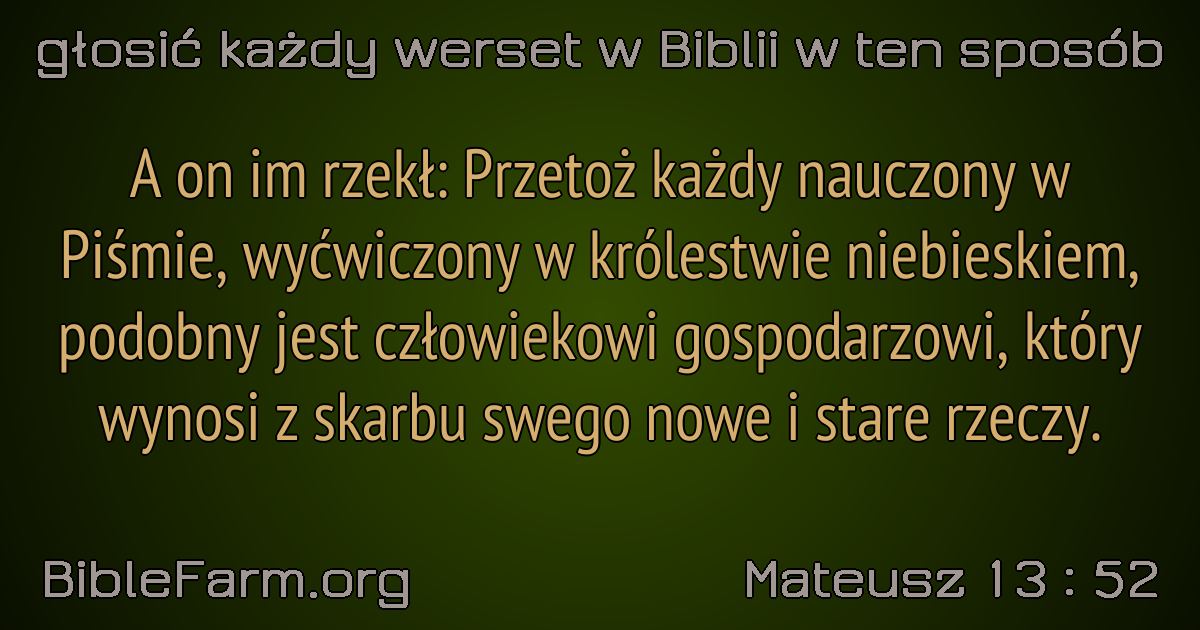 głosić każdy werset w Biblii w ten sposób
A on im rzekł: Przetoż każdy nauczony w
Piśmie, wyćwiczony w królestwie niebieskiem,
podobny jest człowiekowi gospodarzowi, który
wynosi z skarbu swego nowe i stare rzeczy.
BibleFarm.org
Mateusz 13 : 52